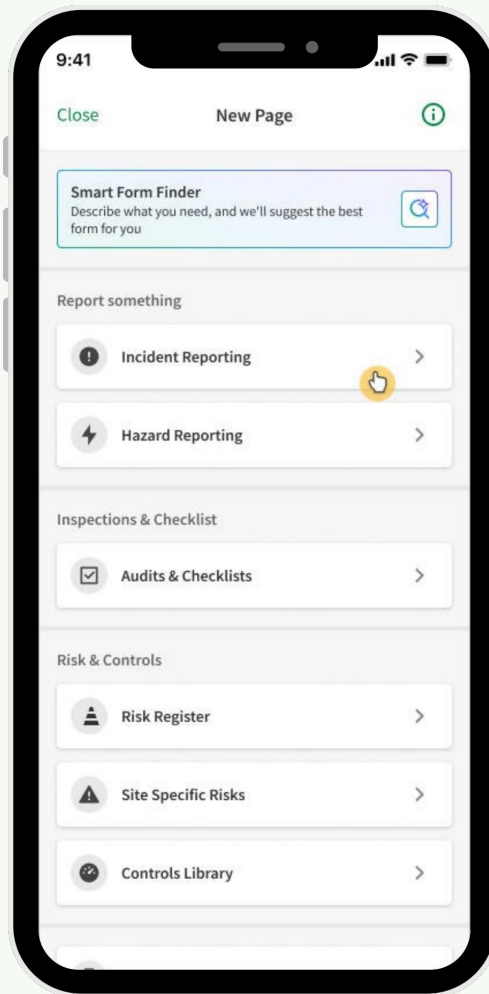 9:41
Close
New Page
Smart Form Finder
Describe what you need, and we'll suggest the best
form for you
Report something
Incident Reporting
Hazard Reporting
Inspections & Checklist
Audits & Checklists
Risk & Controls
Risk Register
Site Specific Risks
Controls Library